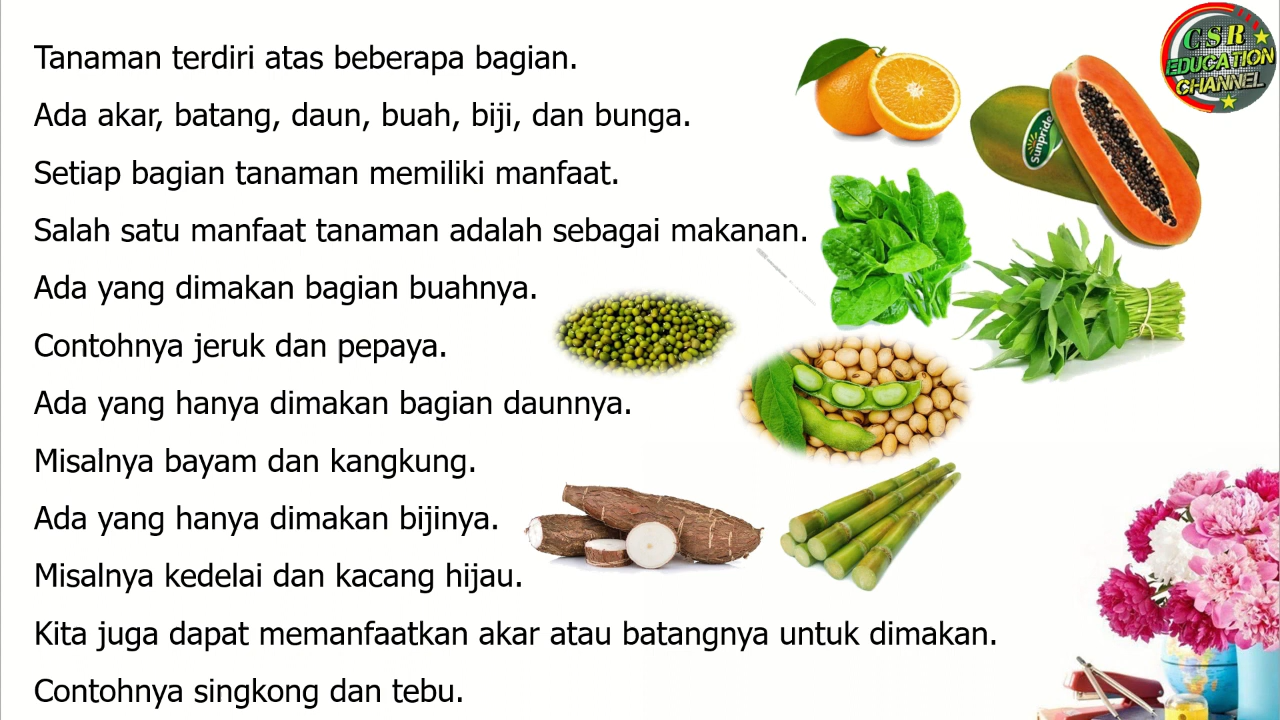 Tanaman terdiri atas beberapa bagian.
Ada akar, batang, daun, buah, biji, dan bunga.
Setiap bagian tanaman memiliki manfaat.
Salah satu manfaat tanaman adalah sebagai makanan.
Ada yang dimakan bagian buahnya.
Contohnya jeruk dan pepaya.
Ada yang hanya dimakan bagian daunnya.
Misalnya bayam dan kangkung.
Ada yang hanya dimakan bijinya.
Misalnya kedelai dan kacang hijau.
Kita juga dapat memanfaatkan akar atau batangnya untuk dimakan.
Contohnya singkong dan tebu.
CSR
EDUCATION
CHANNEL
Sunpride